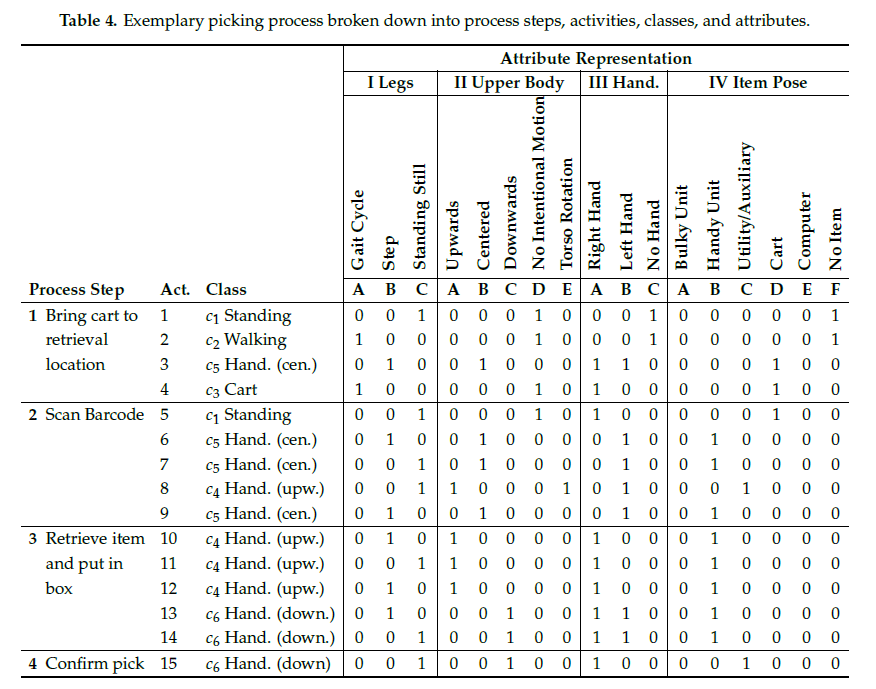 Table 4. Exemplary picking process broken down into process steps, activities, classes, and attributes.
Attribute Representation
I Legs II Upper Body III Hand. IV Item Pose
Gait Cycle Step Standing Still Upwards Centered Downwards No Intentional Motion Torso Rotation Right Hand Left Hand No Hand Bulky Unit Handy Unit Utility/Auxiliary Cart Computer No Item
Process Step Act. Class A B C A B C D E A B C A B C D E F
1 Bring cart to 1 c1 Standing 0 0 1 0 0 0 1 0 0 0 1 0 0 0 0 0 1
retrieval 2 c2 Walking 1 0 0 0 0 0 1 0 0 0 1 0 0 0 0 0 1
location 3 c5 Hand. (cen.) 0 1 0 0 1 0 0 0 1 1 0 0 0 0 1 0 0
4 c3 Cart 1 0 0 0 0 0 1 0 1 0 0 0 0 0 1 0 0
2 Scan Barcode 5 c1 Standing 0 0 1 0 0 0 1 0 1 0 0 0 0 0 1 0 0
6 c5 Hand. (cen.) 0 1 0 0 1 0 0 0 0 1 0 0 1 0 0 0 0
7 c5 Hand. (cen.) 0 0 1 0 1 0 0 0 0 1 0 0 1 0 0 0 0
8 c4 Hand. (upw.) 0 0 1 1 0 0 0 1 0 1 0 0 0 1 0 0 0
9 c5 Hand. (cen.) 0 1 0 0 1 0 0 0 0 1 0 0 1 0 0 0 0
3 Retrieve item 10 c4 Hand. (upw.) 0 1 0 1 0 0 0 0 1 0 0 0 1 0 0 0 0
and put in 11 c4 Hand. (upw.) 0 0 1 1 0 0 0 0 1 0 0 0 1 0 0 0 0
box 12 c4 Hand. (upw.) 0 1 0 1 0 0 0 0 1 0 0 0 1 0 0 0 0
13 c6 Hand. (down.) 0 1 0 0 0 1 0 0 1 1 0 0 1 0 0 0 0
14 c6 Hand. (down.) 0 0 1 0 0 1 0 0 1 1 0 0 1 0 0 0 0
4 Confirm pick 15 c6 Hand. (down) 0 0 1 0 0 1 0 0 1 0 0 0 0 1 0 0 0